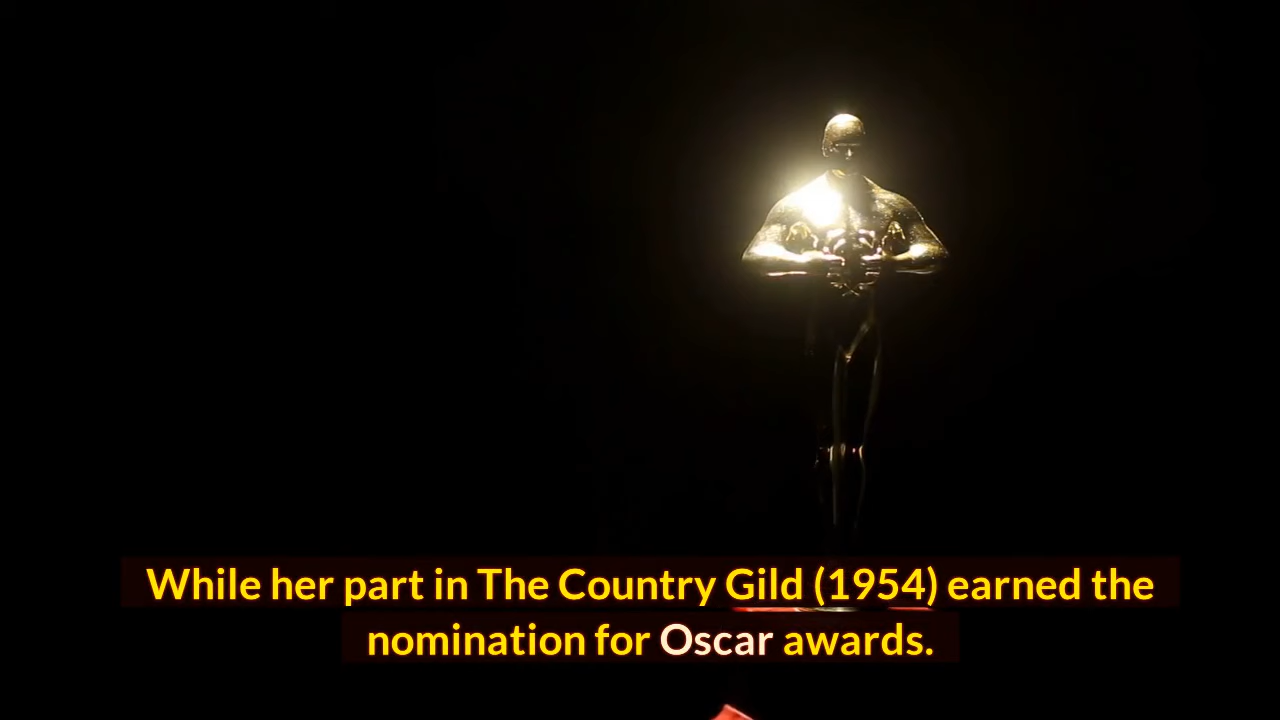 While her part in The Country Gild (1954) earned the
nomination for Oscar awards.